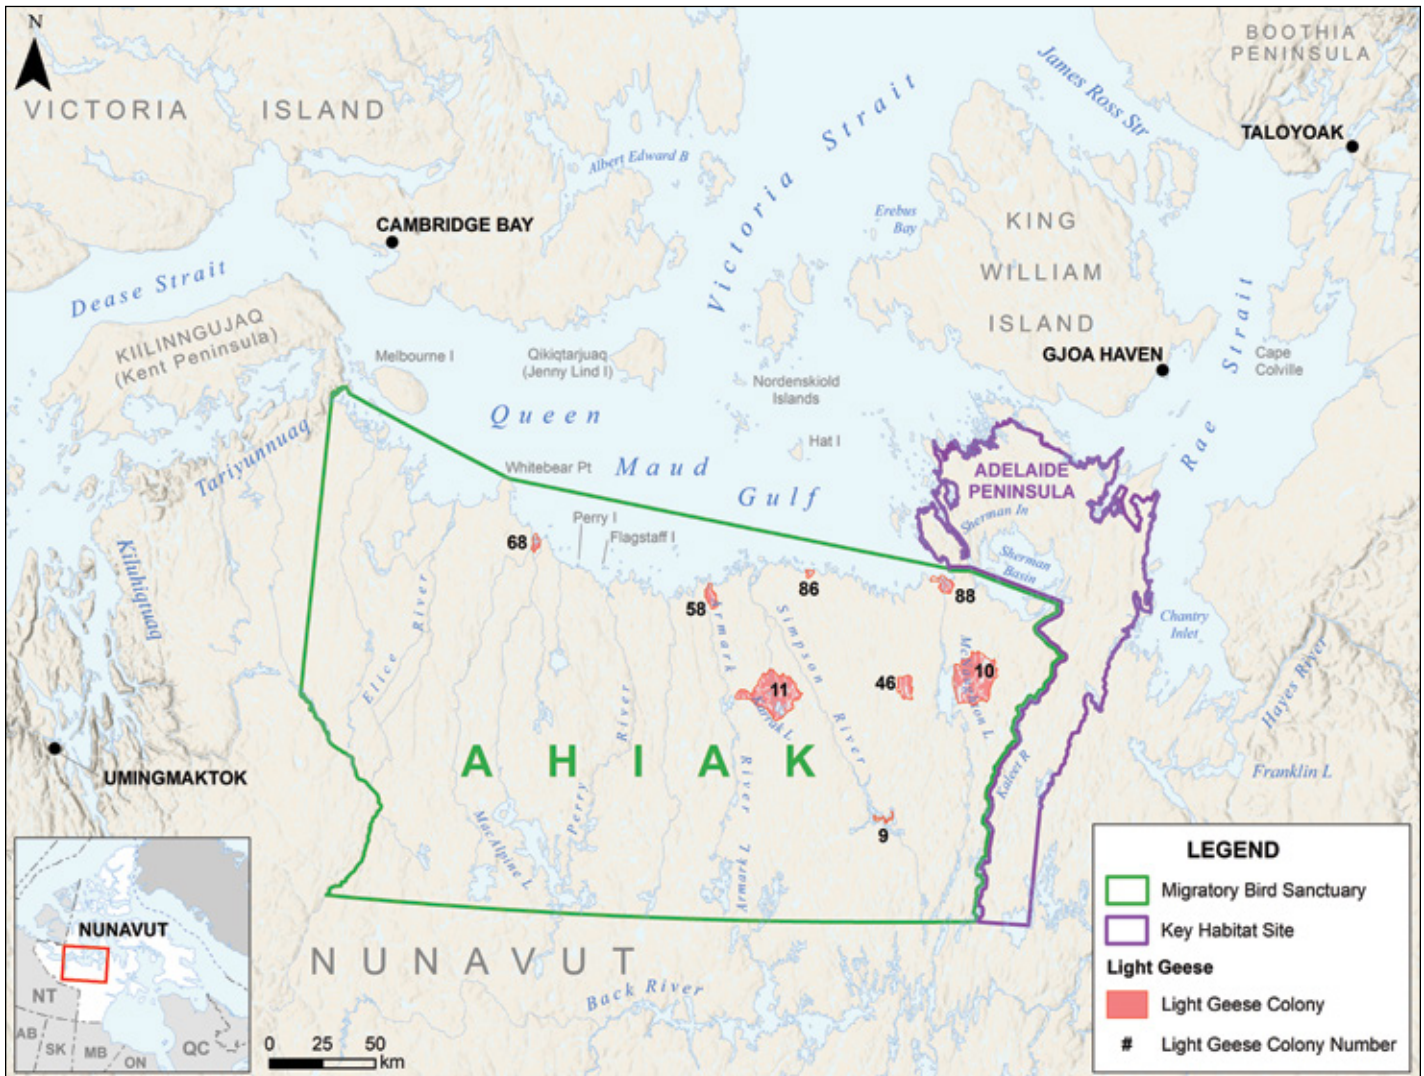 N
VICTORIA ISLAND
BOOTHIA
PENINSULA
James Ross Str
TALOYOAK
Albert Edward B
Victoria Strait
Erebus
Bay
KING
WILLIAM
ISLAND
CAMBRIDGE BAY
Dease Strait
KIILINNGUJAQ
(Kent Peninsula)
Melbourne I
Qikiqtarjuaq
(Jenny Lind I)
GJOA HAVEN
Rae Strait
Cape
Colville
Nordenskiold
Islands
Queen
Maud
Gulf
Hat I
Tariyunnuaq
Whitebear Pt
ADELAIDE
PENINSULA
Sherman In
Sherman
Basin
Perry I
Flagstaff I
68
Kiluhiqtuaq
58
86
88
Chantry
Inlet
Elice River
Armark River
Simpson River
11
Karrak L
46
10
Hayes River
Perry River
UMINGMAKTOK
AHIAK
Kaleet R
Franklin L
MacAlpine L
Armark L
9
NUNAVUT
Back River
NUNAVUT
NT
AB
SK
MB
ON
QC
0 25 50
km
LEGEND
Migratory Bird Sanctuary
Key Habitat Site
Light Geese
Light Geese Colony
# Light Geese Colony Number